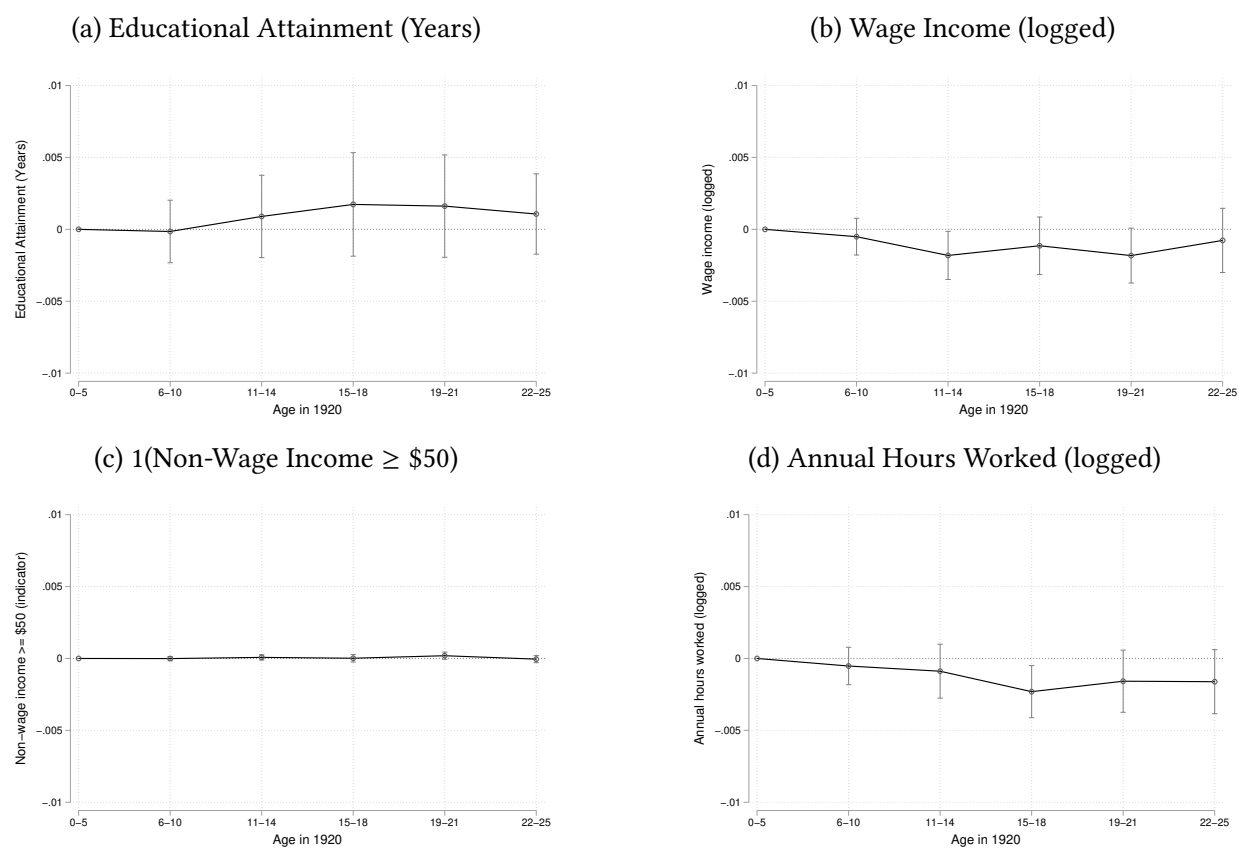 (a) Educational Attainment (Years)
.01
.005
0
−.005
−.01
Educational Attainment (Years)
0−5 6−10 11−14 15−18 19−21 22−25
Age in 1920
(b) Wage Income (logged)
.01
.005
0
−.005
−.01
Wage income (logged)
0−5 6−10 11−14 15−18 19−21 22−25
Age in 1920
(c) 1(Non-Wage Income ≥ $50)
.01
.005
0
−.005
−.01
Non−wage income>= $50 (indicator)
0−5 6−10 11−14 15−18 19−21 22−25
Age in 1920
(d) Annual Hours Worked (logged)
.01
.005
0
−.005
−.01
Annual hours worked (logged)
0−5 6−10 11−14 15−18 19−21 22−25
Age in 1920